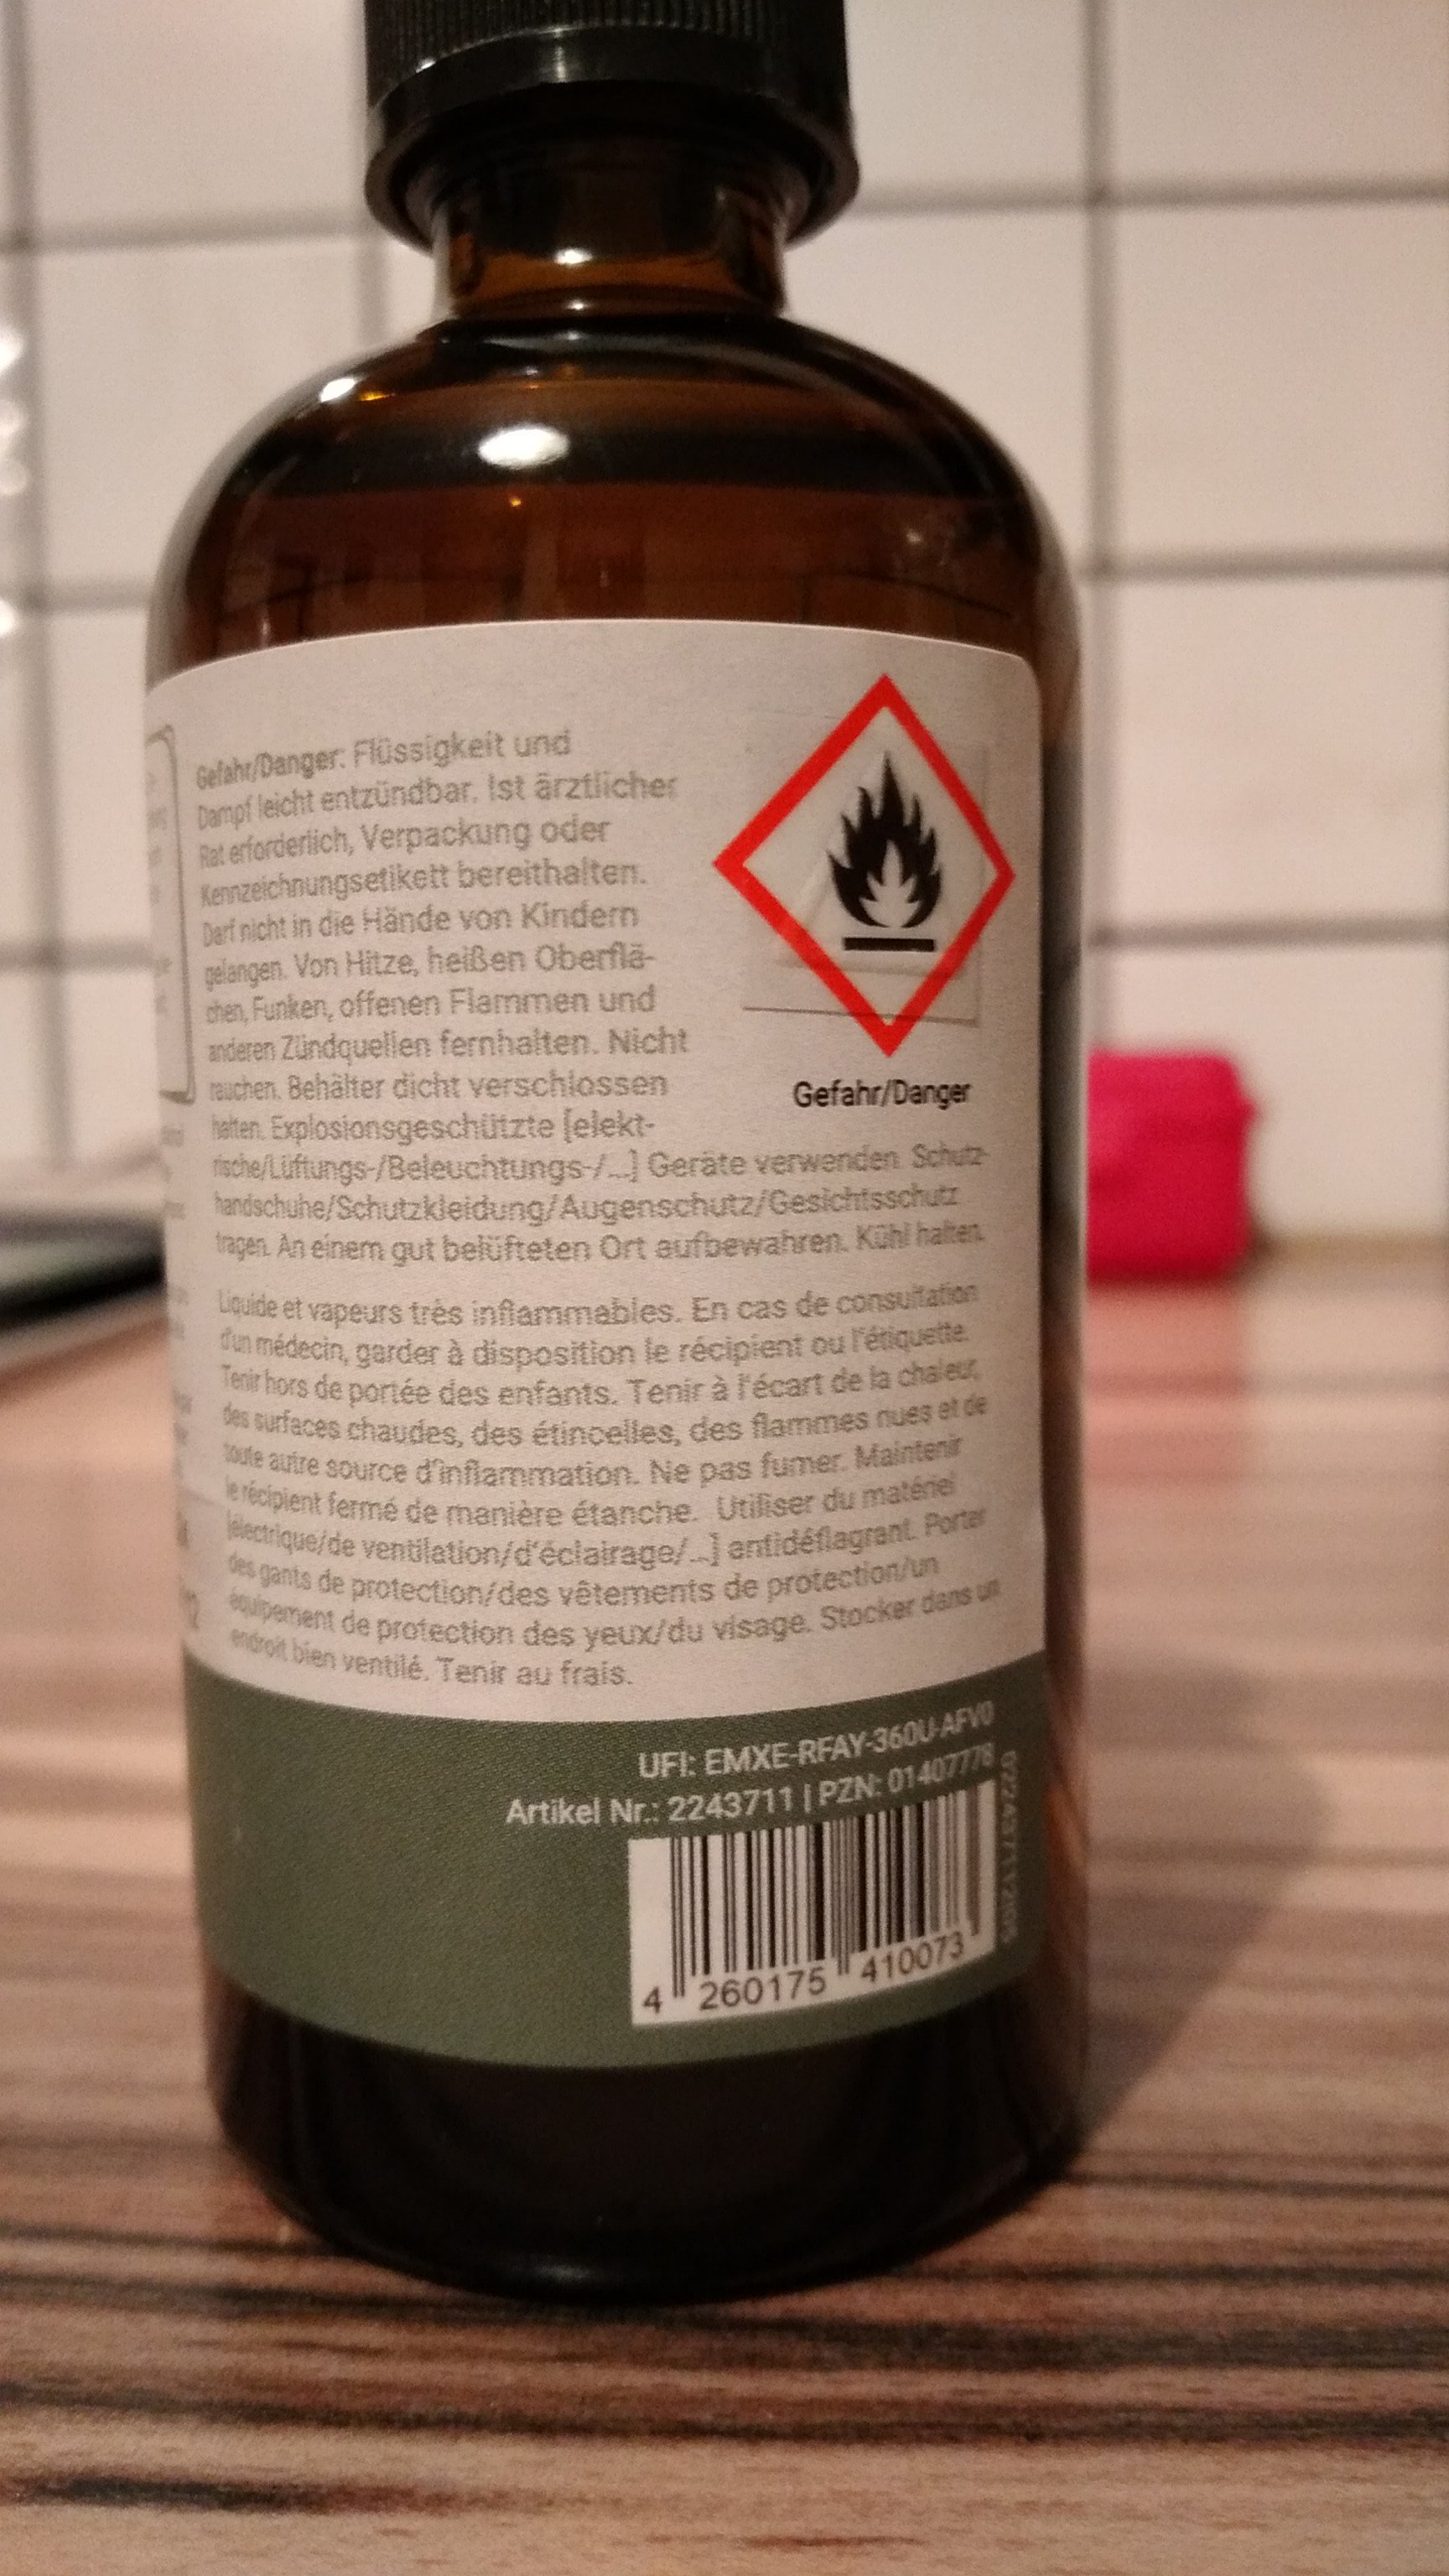 Gefahr/Danger: Flüssigkeit und
Dampf leicht entzündbar. Ist ärztlicher
Rat erforderlich, Verpackung oder
Kennzeichnungsetikett bereithalten.
Darf nicht in die Hände von Kindern
gelangen. Von Hitze, heißen Oberflä-
chen, Funken, offenen Flammen und
anderen Zündquellen fernhalten. Nicht
rauchen. Behälter dicht verschlossen
halten. Explosionsgeschützte [elekt-
rische/Lüftungs-/Beleuchtungs-/...] Geräte verwenden. Schutz-
handschuhe/Schutzkleidung/Augenschutz/Gesichtsschutz
tragen. An einem gut belüfteten Ort aufbewahren. Kühl halten.
Gefahr/Danger
Liquide et vapeurs très inflammables. En cas de consultation
d'un médecin, garder à disposition le récipient ou l'étiquette.
Tenir hors de portée des enfants. Tenir à l'écart de la chaleur,
des surfaces chaudes, des étincelles, des flammes nues et de
toute autre source d'inflammation. Ne pas fumer. Maintenir
le récipient fermé de manière étanche. Utiliser du matériel
[électrique/de ventilation/d'éclairage/...] antidéflagrant. Porter
des gants de protection/des vêtements de protection/un
équipement de protection des yeux/du visage. Stocker dans un
endroit bien ventilé. Tenir au frais.
UFI: EMXE-RFAY-360U-AFV0
Artikel Nr.: 2243711 | PZN: 01407778
4 260175 410073